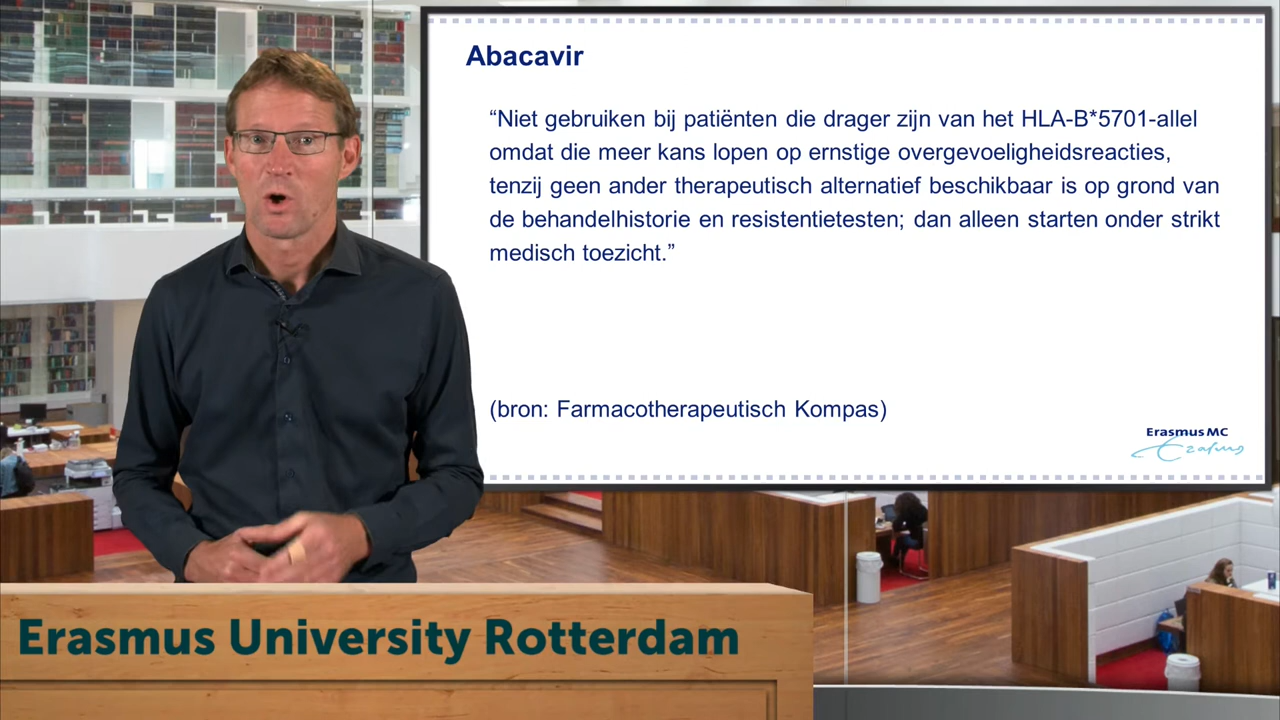 Abacavir
“Niet gebruiken bij patiënten die drager zijn van het HLA-B*5701-allel
omdat die meer kans lopen op ernstige overgevoeligheidsreacties,
tenzij geen ander therapeutisch alternatief beschikbaar is op grond van
de behandelhistorie en resistentietesten; dan alleen starten onder strikt
medisch toezicht.”
(bron: Farmacotherapeutisch Kompas)
Erasmus MC
Erasmus
Erasmus University Rotterdam